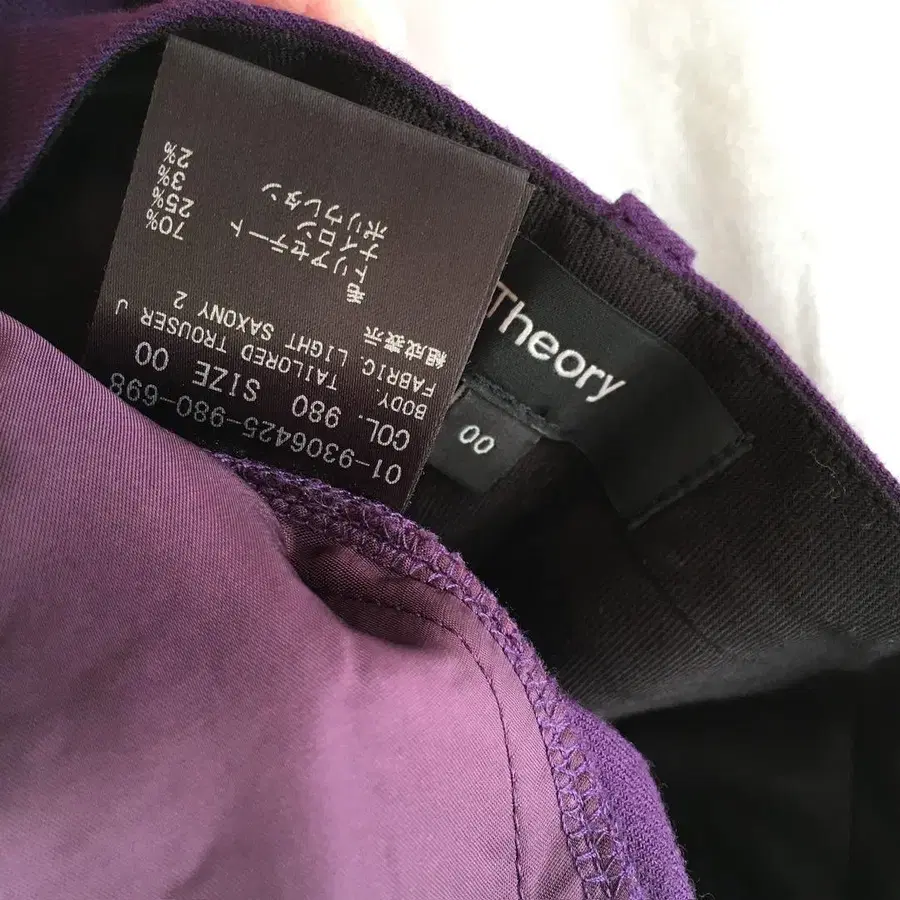 Theory
00
01-9306425-980-698
COL. 980 SIZE 00
BODY TAILORED TROUSER J
FABRIC. LIGHT SAXONY 2
組成表示
毛 70%
トリアセテート 25%
ナイロン 3%
ポリウレタン 2%